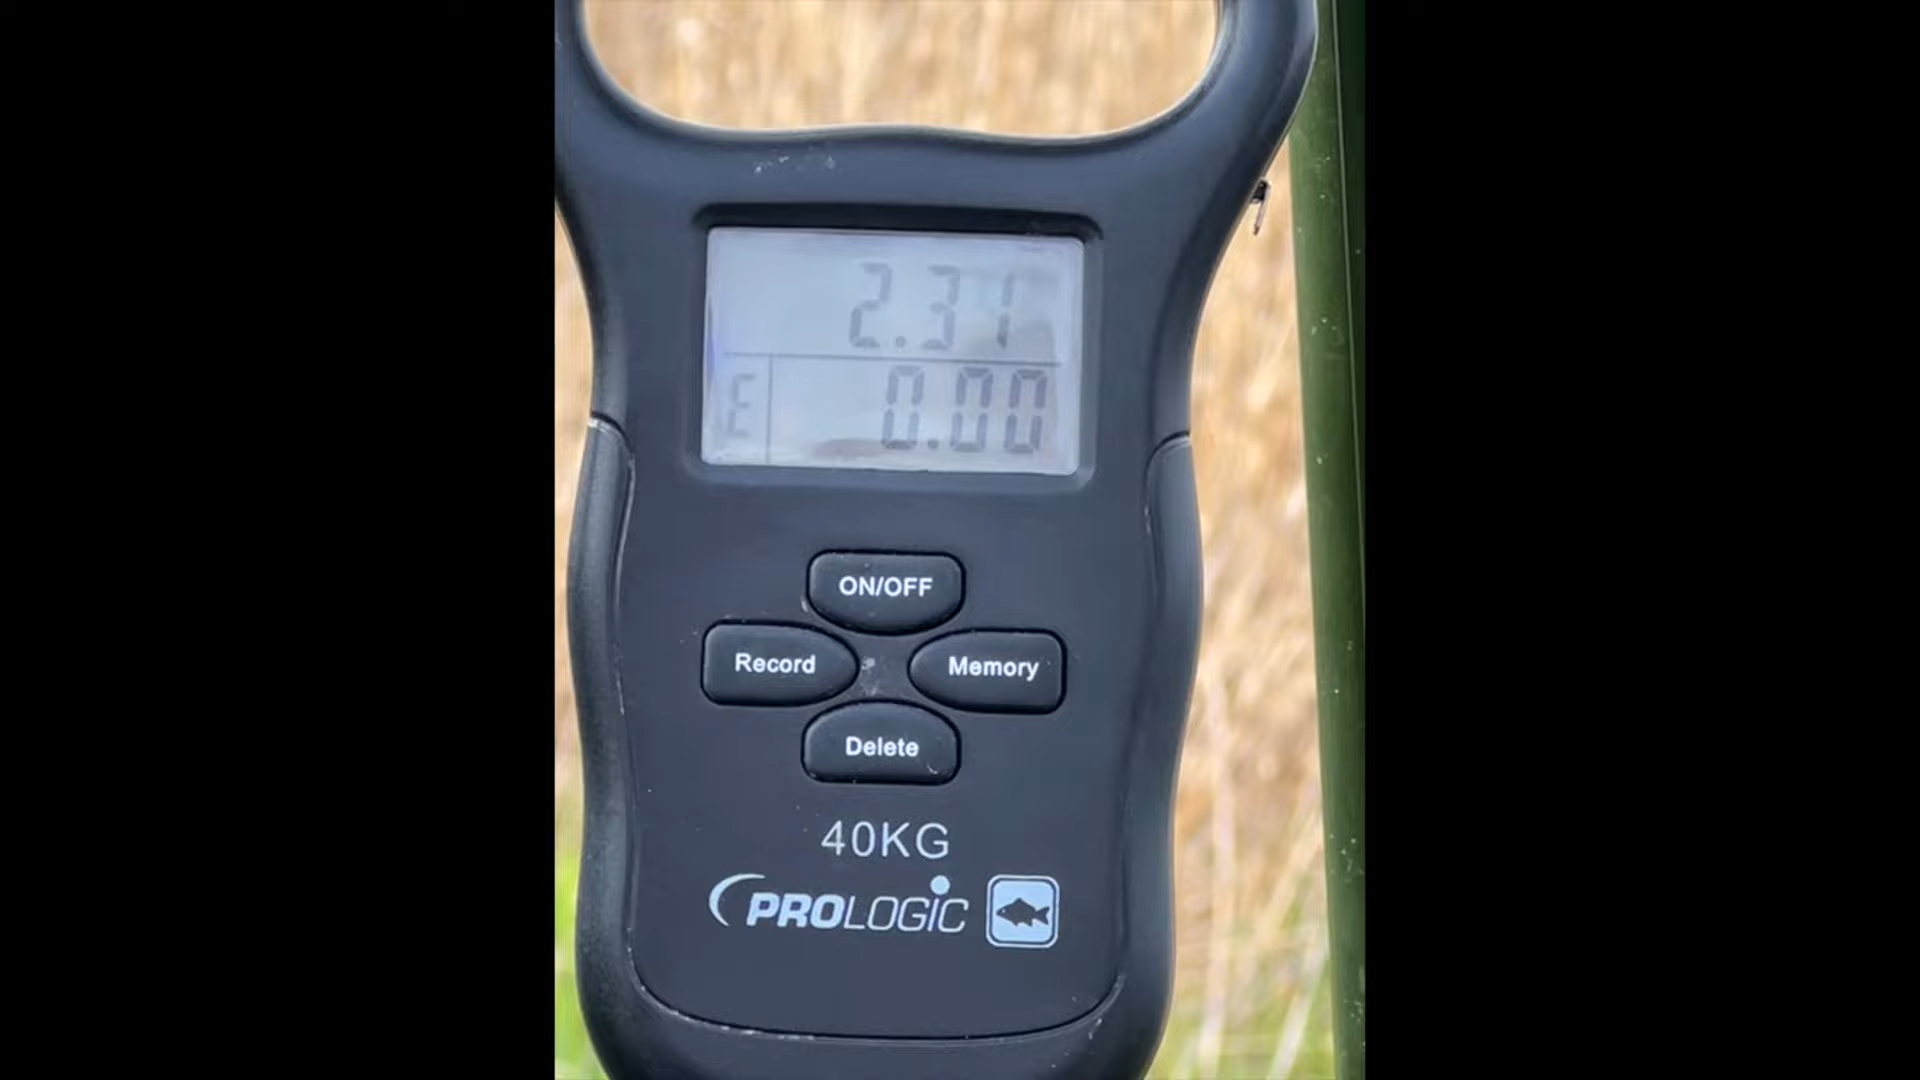 2.31
E 0.00
ON/OFF
Record Memory
Delete
40KG
PROLOGIC